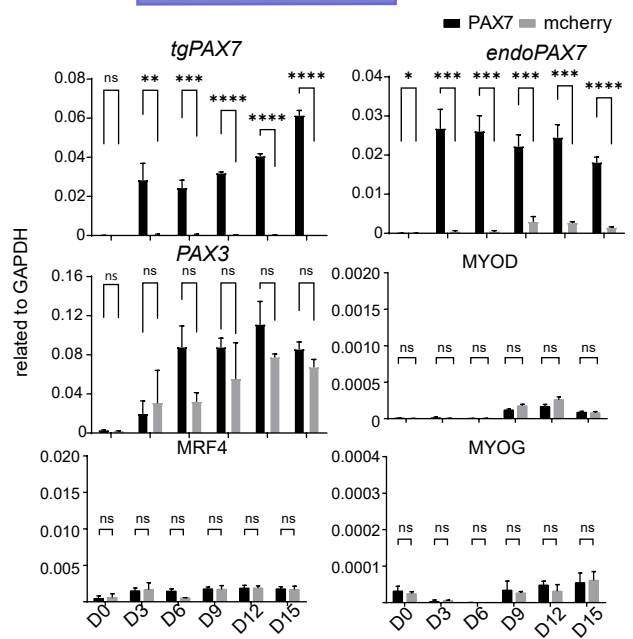 PAX7 mcherry
tgPAX7
endoPAX7
0.08
0.06
0.04
0.02
0
ns ** *** **** **** ****
0.04
0.03
0.02
0.01
0
* *** *** *** *** ****
related to GAPDH
PAX3
0.16
0.12
0.08
0.04
0
ns ns ns ns ns ns
MYOD
0.0020
0.0015
0.0010
0.0005
0
ns ns ns ns ns ns
MRF4
0.020
0.015
0.010
0.005
ns ns ns ns ns ns
D0 D3 D6 D9 D12 D15
MYOG
0.0004
0.0003
0.0002
0.0001
ns ns ns ns ns ns
D0 D3 D6 D9 D12 D15